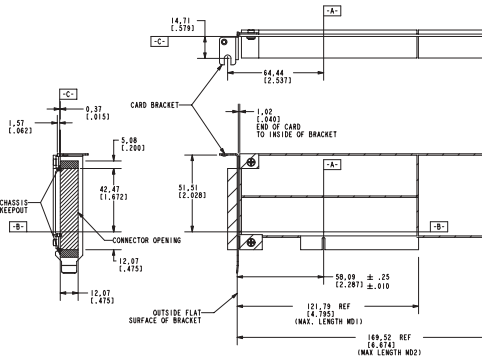 14,71
[.579]
-A-
-C-
64,44
[2.537]
-C-
0,37
[.015]
CARD BRACKET
1,57
[.062]
1,02
[.040]
END OF CARD
TO INSIDE OF BRACKET
5,08
[.200]
-A-
CHASSIS
KEEPOUT
42,47
[1.672]
51,51
[2.028]
-B-
-B-
CONNECTOR OPENING
12,07
[.475]
58,09 ± .25
[2.287] ±.010
12,07
[.475]
OUTSIDE FLAT
SURFACE OF BRACKET
121,79 REF
[4.795]
(MAX. LENGTH MD1)
169,52 REF
[6.674]
(MAX LENGTH MD2)